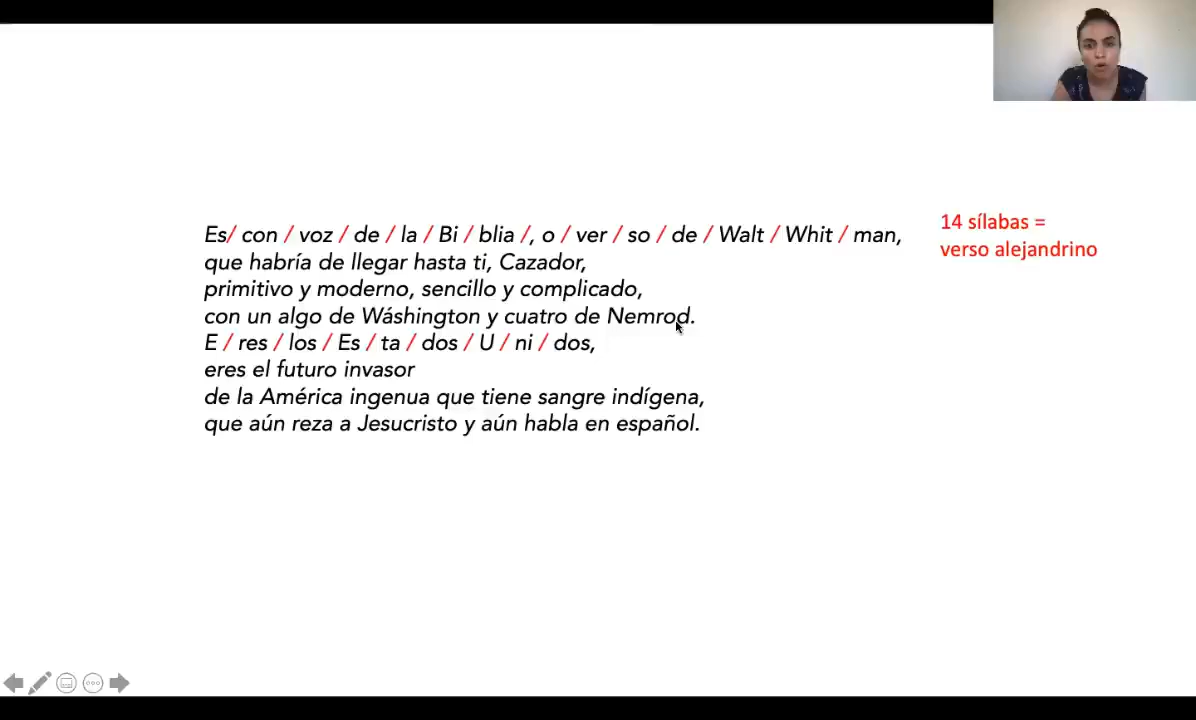 Es/ con / voz / de / la / Bi / blia /, o / ver / so / de / Walt / Whit / man,
que habría de llegar hasta ti, Cazador,
primitivo y moderno, sencillo y complicado,
con un algo de Wáshington y cuatro de Nemrod.
E / res / los / Es / ta / dos / U / ni / dos,
eres el futuro invasor
de la América ingenua que tiene sangre indígena,
que aún reza a Jesucristo y aún habla en español.
14 sílabas =
verso alejandrino